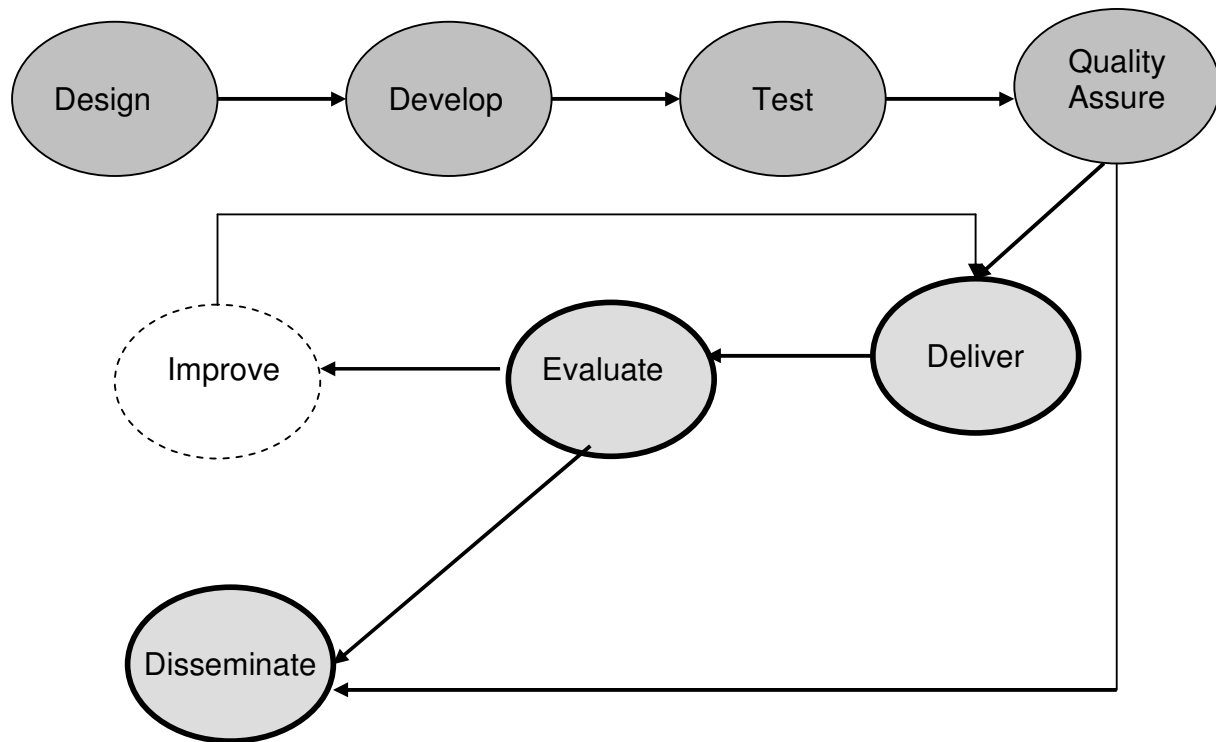 Design
Develop
Test
Quality
Assure
Improve
Evaluate
Deliver
Disseminate